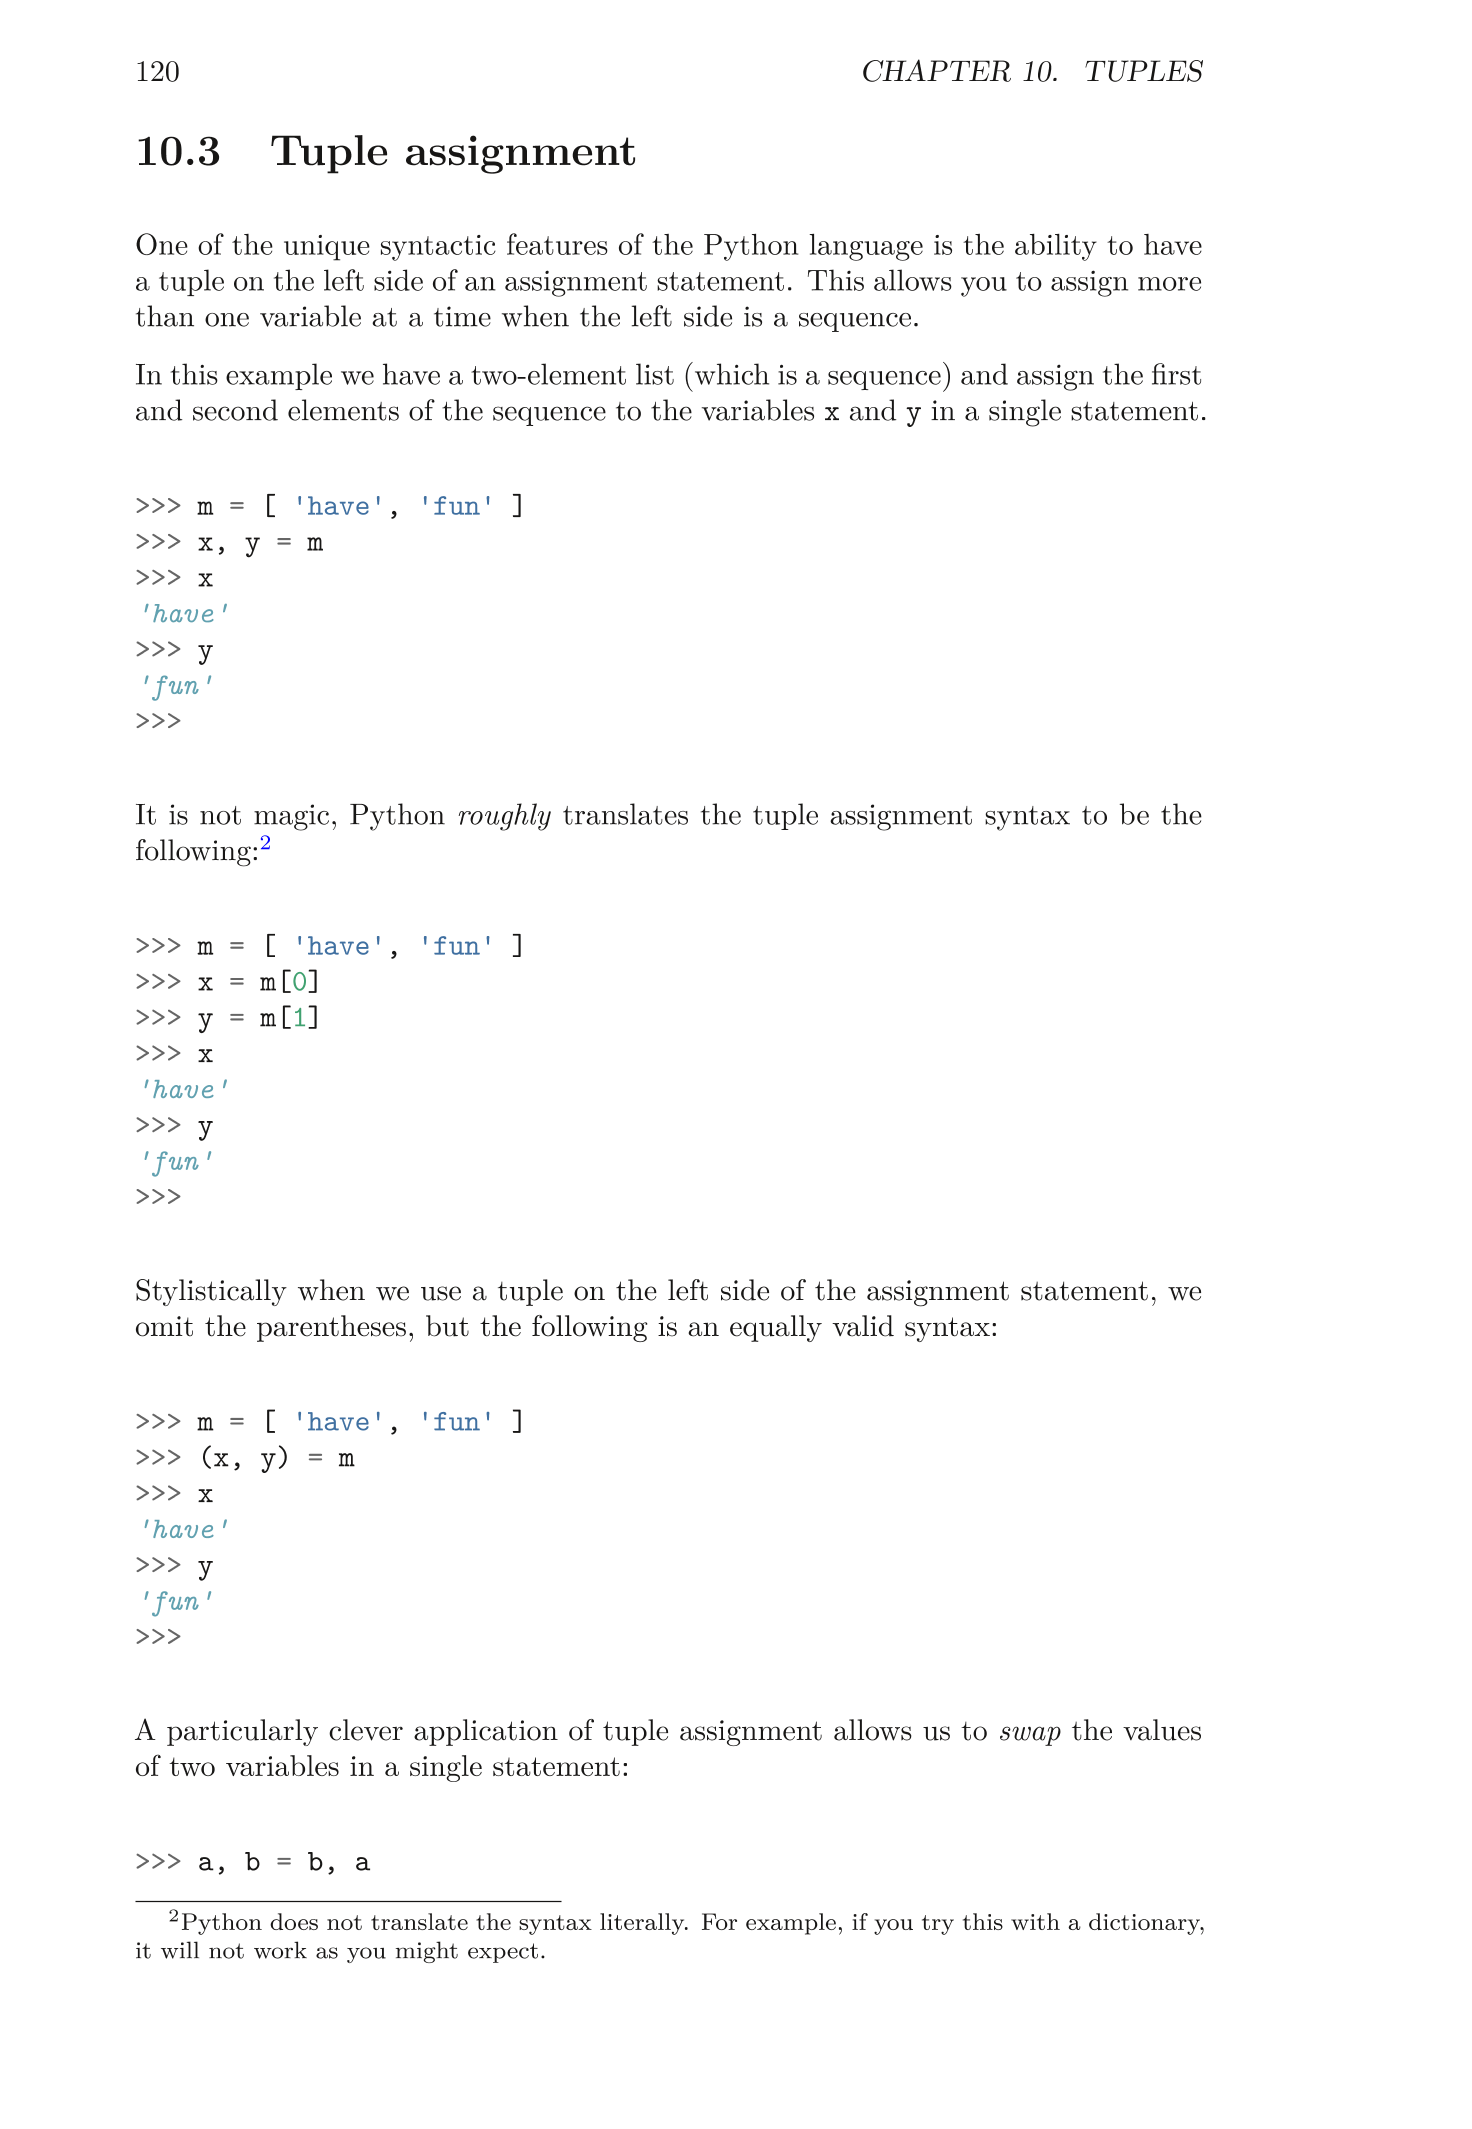 120 CHAPTER 10. TUPLES
10.3 Tuple assignment
One of the unique syntactic features of the Python language is the ability to have
a tuple on the left side of an assignment statement. This allows you to assign more
than one variable at a time when the left side is a sequence.
In this example we have a two-element list (which is a sequence) and assign the first
and second elements of the sequence to the variables x and y in a single statement.
>>> m = [ 'have', 'fun' ]
>>> x, y = m
>>> x
'have'
>>> y
'fun'
>>>
It is not magic, Python roughly translates the tuple assignment syntax to be the
following:2
>>> m = [ 'have', 'fun' ]
>>> x = m[0]
>>> y = m[1]
>>> x
'have'
>>> y
'fun'
>>>
Stylistically when we use a tuple on the left side of the assignment statement, we
omit the parentheses, but the following is an equally valid syntax:
>>> m = [ 'have', 'fun' ]
>>> (x, y) = m
>>> x
'have'
>>> y
'fun'
>>>
A particularly clever application of tuple assignment allows us to swap the values
of two variables in a single statement:
>>> a, b = b, a
2Python does not translate the syntax literally. For example, if you try this with a dictionary,
it will not work as you might expect.